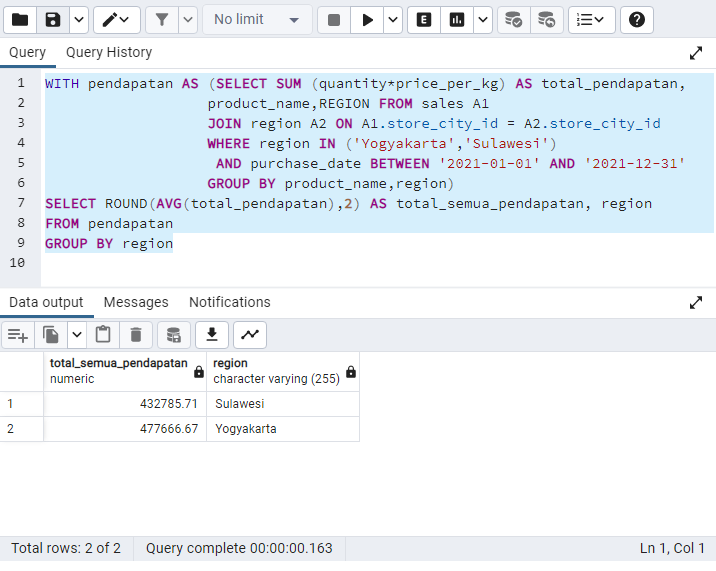 No limit
E
Query Query History
1 WITH pendapatan AS (SELECT SUM (quantity*price_per_kg) AS total_pendapatan,
2 product_name,REGION FROM sales A1
3 JOIN region A2 ON A1.store_city_id = A2.store_city_id
4 WHERE region IN ('Yogyakarta','Sulawesi')
5 AND purchase_date BETWEEN '2021-01-01' AND '2021-12-31'
6 GROUP BY product_name,region)
7 SELECT ROUND(AVG(total_pendapatan),2) AS total_semua_pendapatan, region
8 FROM pendapatan
9 GROUP BY region
10
Data output Messages Notifications
total_semua_pendapatan region
numeric character varying (255)
1 432785.71 Sulawesi
2 477666.67 Yogyakarta
Total rows: 2 of 2 Query complete 00:00:00.163 Ln 1, Col 1